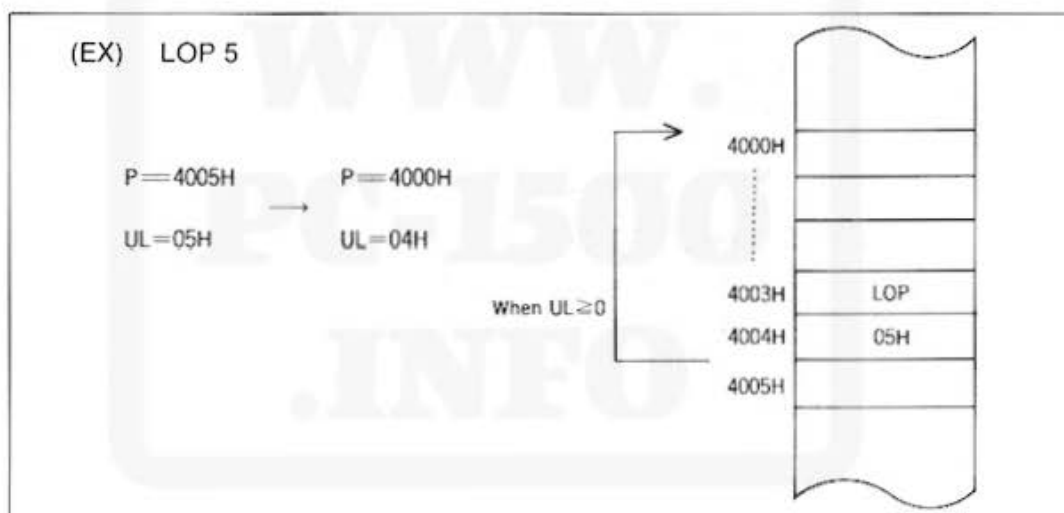 (EX) LOP 5
P=4005H → P=4000H
UL=05H UL=04H
When UL≧0
4000H
4003H LOP
4004H 05H
4005H
WWW.
PC-1500
.INFO